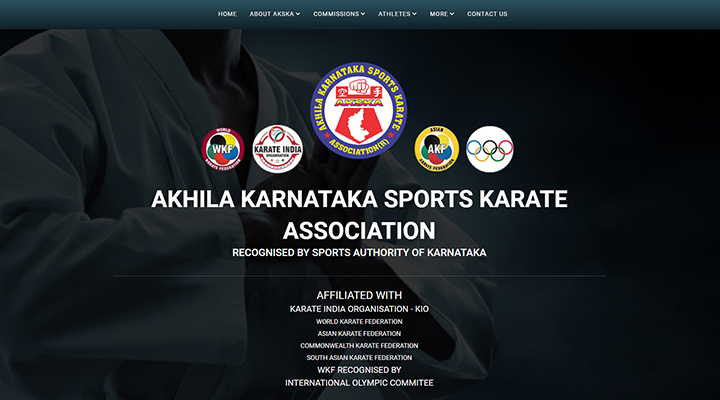 HOME ABOUT AKSKA COMMISSIONS ATHLETES MORE CONTACT US
AKHILA KARNATAKA SPORTS KARATE
空 手
AKSKA
ASSOCIATION(R)
WORLD
WKF
KARATE FEDERATION
KARATE INDIA
ORGANISATION
ASIAN
AKF
KARATE FEDERATION
AKHILA KARNATAKA SPORTS KARATE
ASSOCIATION
RECOGNISED BY SPORTS AUTHORITY OF KARNATAKA
AFFILIATED WITH
KARATE INDIA ORGANISATION - KIO
WORLD KARATE FEDERATION
ASIAN KARATE FEDERATION
COMMONWEALTH KARATE FEDERATION
SOUTH ASIAN KARATE FEDERATION
WKF RECOGNISED BY
INTERNATIONAL OLYMPIC COMMITEE